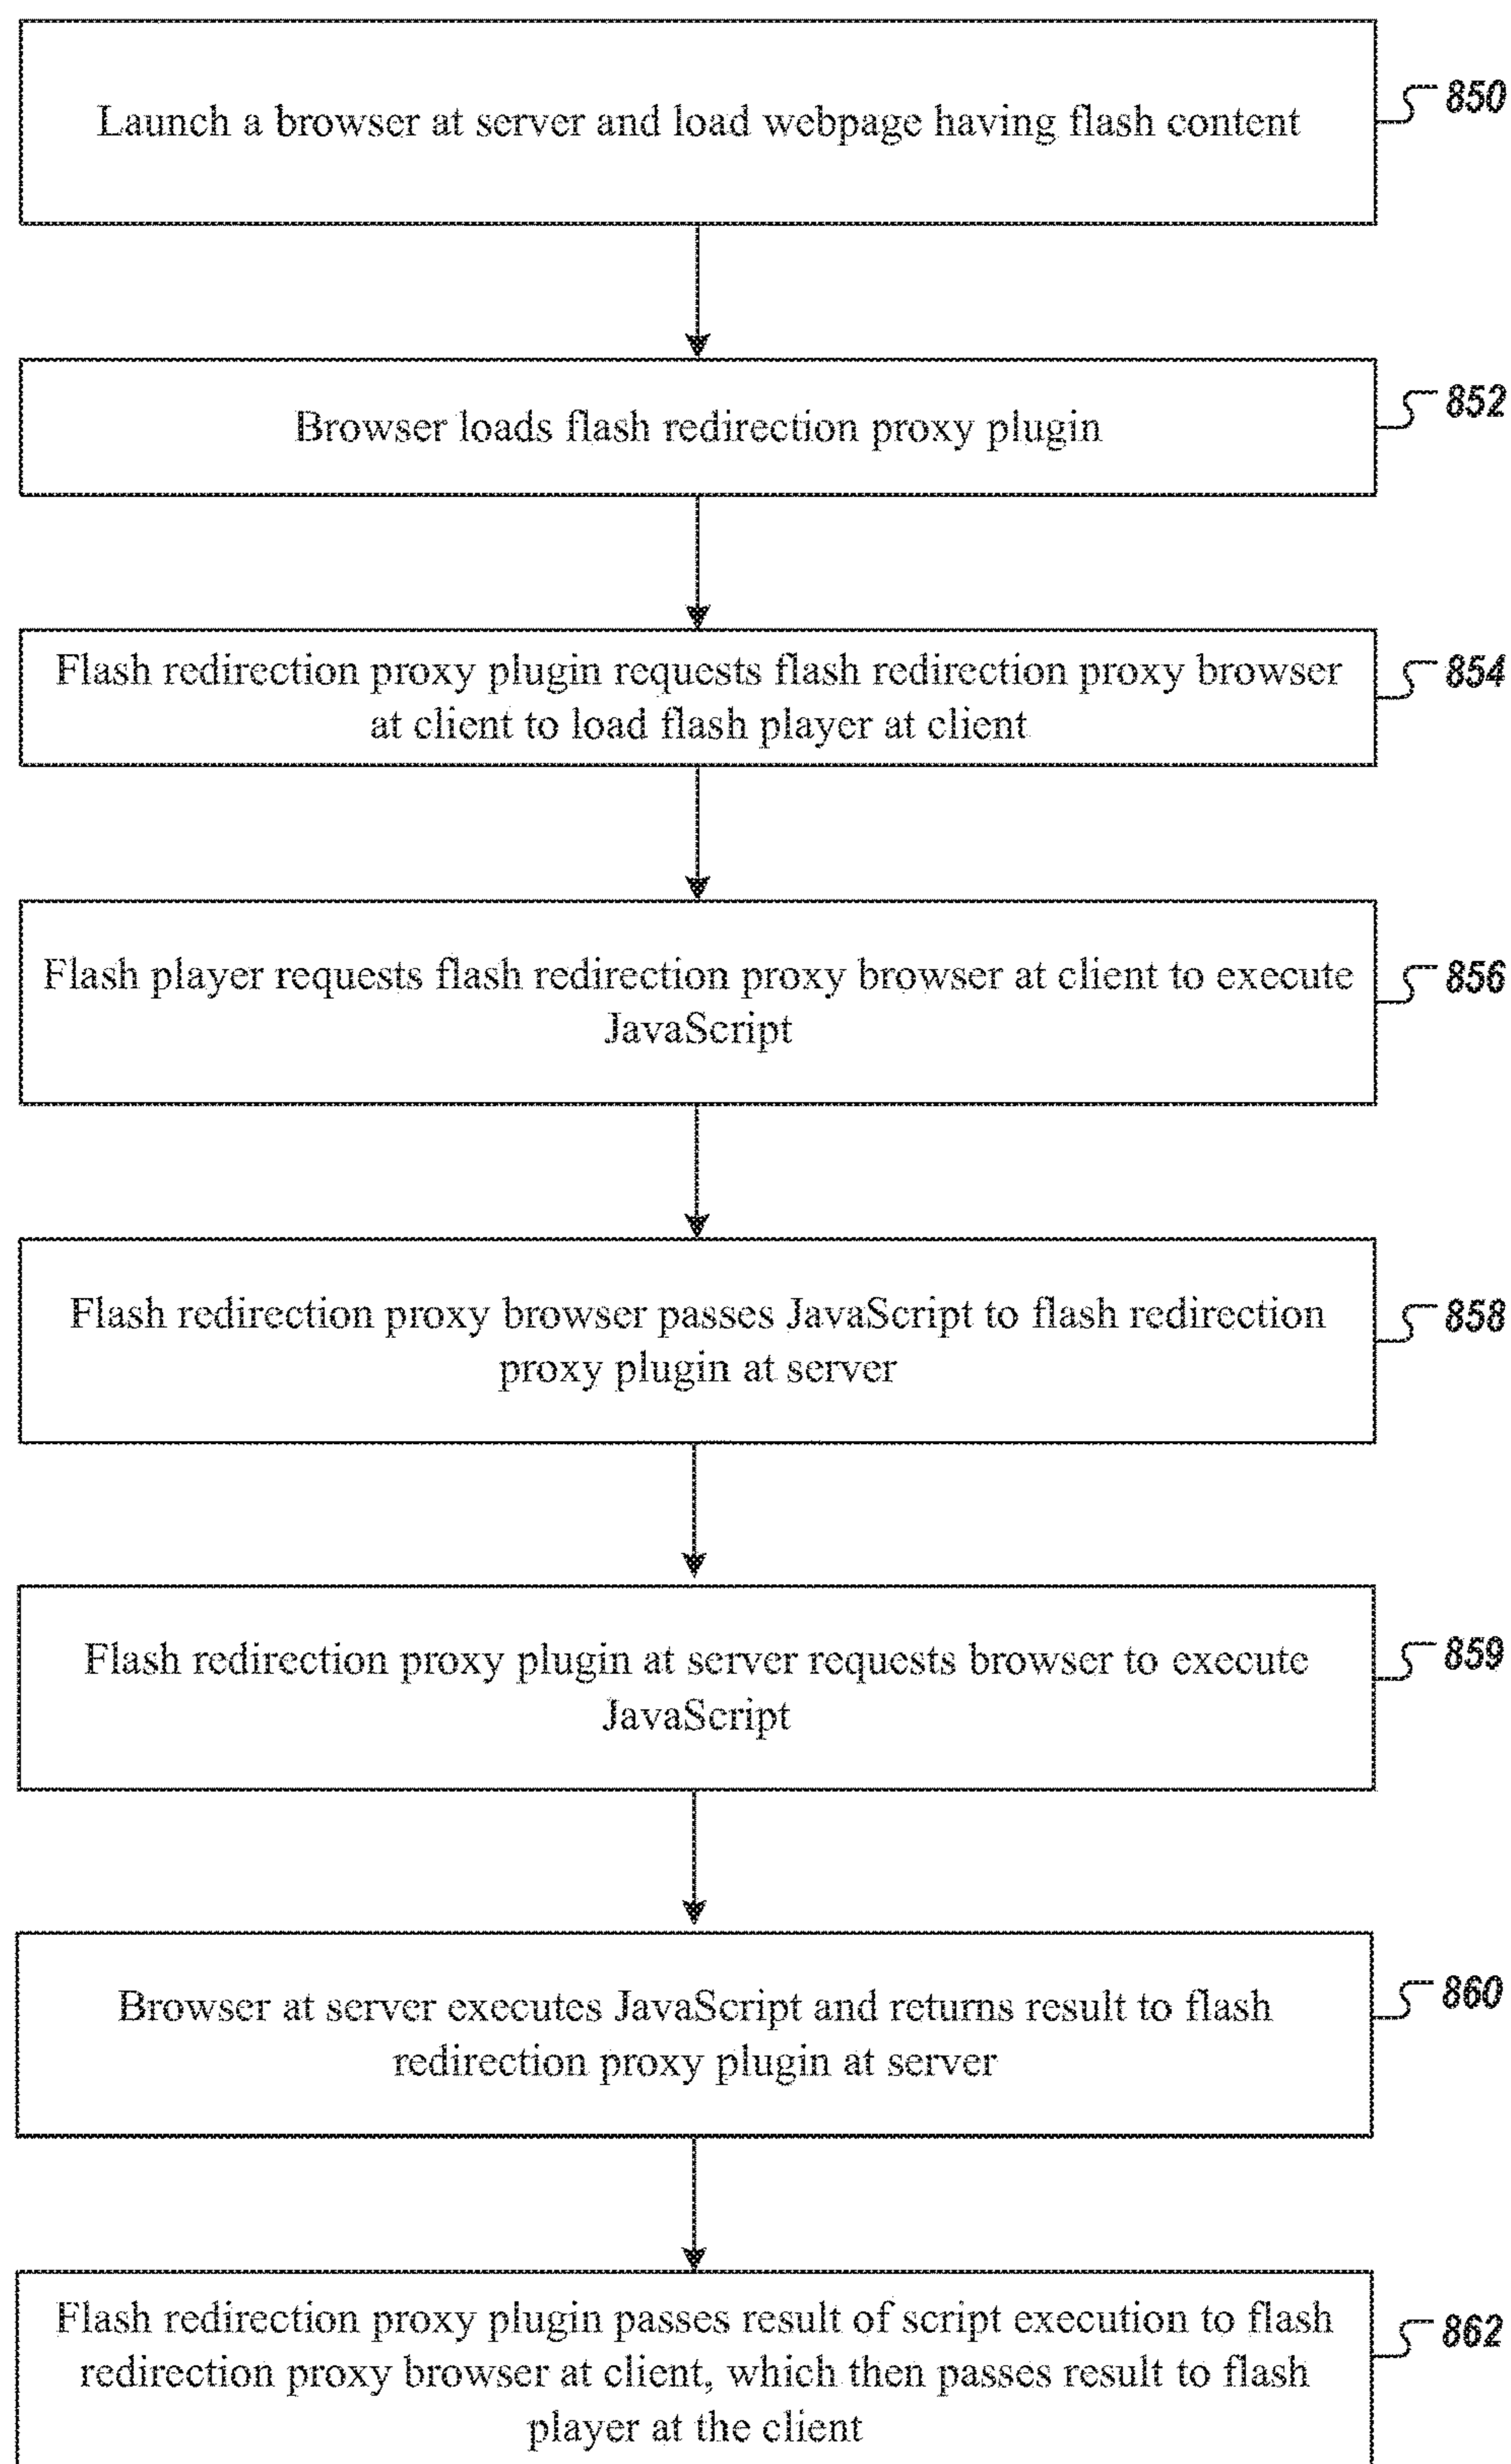 Launch a browser at server and load webpage having flash content
850
Browser loads flash redirection proxy plugin
852
Flash redirection proxy plugin requests flash redirection proxy browser
at client to load flash player at client
854
Flash player requests flash redirection proxy browser at client to execute
JavaScript
856
Flash redirection proxy browser passes JavaScript to flash redirection
proxy plugin at server
858
Flash redirection proxy plugin at server requests browser to execute
JavaScript
859
Browser at server executes JavaScript and returns result to flash
redirection proxy plugin at server
860
Flash redirection proxy plugin passes result of script execution to flash
redirection proxy browser at client, which then passes result to flash
player at the client
862